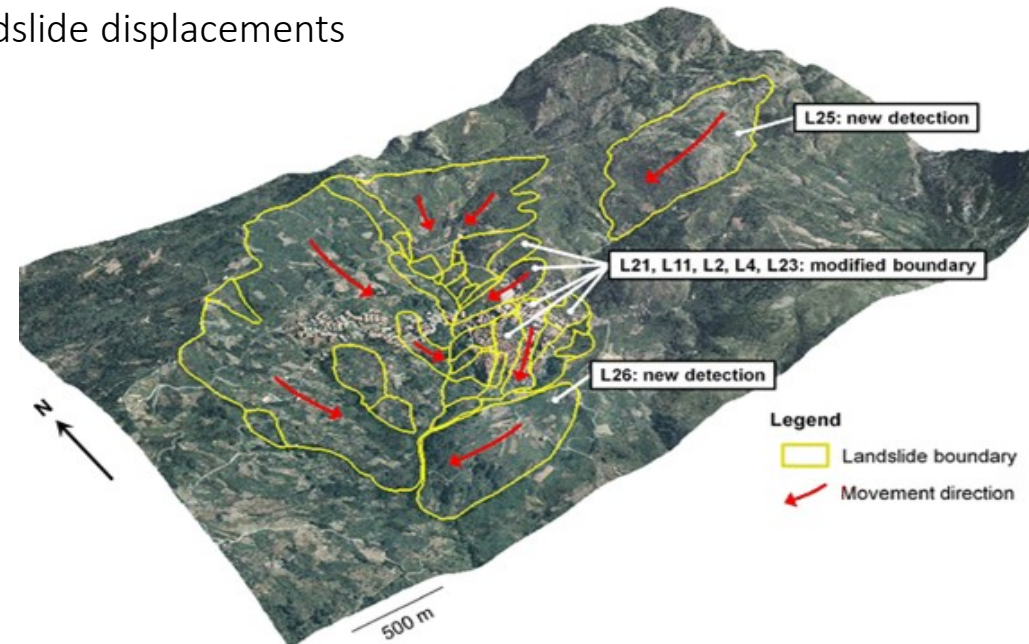 dslide displacements
L25: new detection
L21, L11, L2, L4, L23: modified boundary
L26: new detection
N
Legend
Landslide boundary
Movement direction
500 m